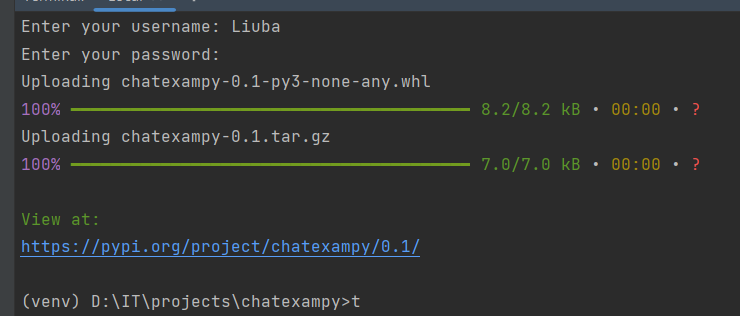 Enter your username: Liuba
Enter your password:
Uploading chatexampy-0.1-py3-none-any.whl
100% ━━━━━━━━━━━━━━━━━━━━━━━━━━━━━━━━━━━━━━━━ 8.2/8.2 kB • 00:00 • ?
Uploading chatexampy-0.1.tar.gz
100% ━━━━━━━━━━━━━━━━━━━━━━━━━━━━━━━━━━━━━━━━ 7.0/7.0 kB • 00:00 • ?
View at:
https://pypi.org/project/chatexampy/0.1/
(venv) D:\IT\projects\chatexampy>t